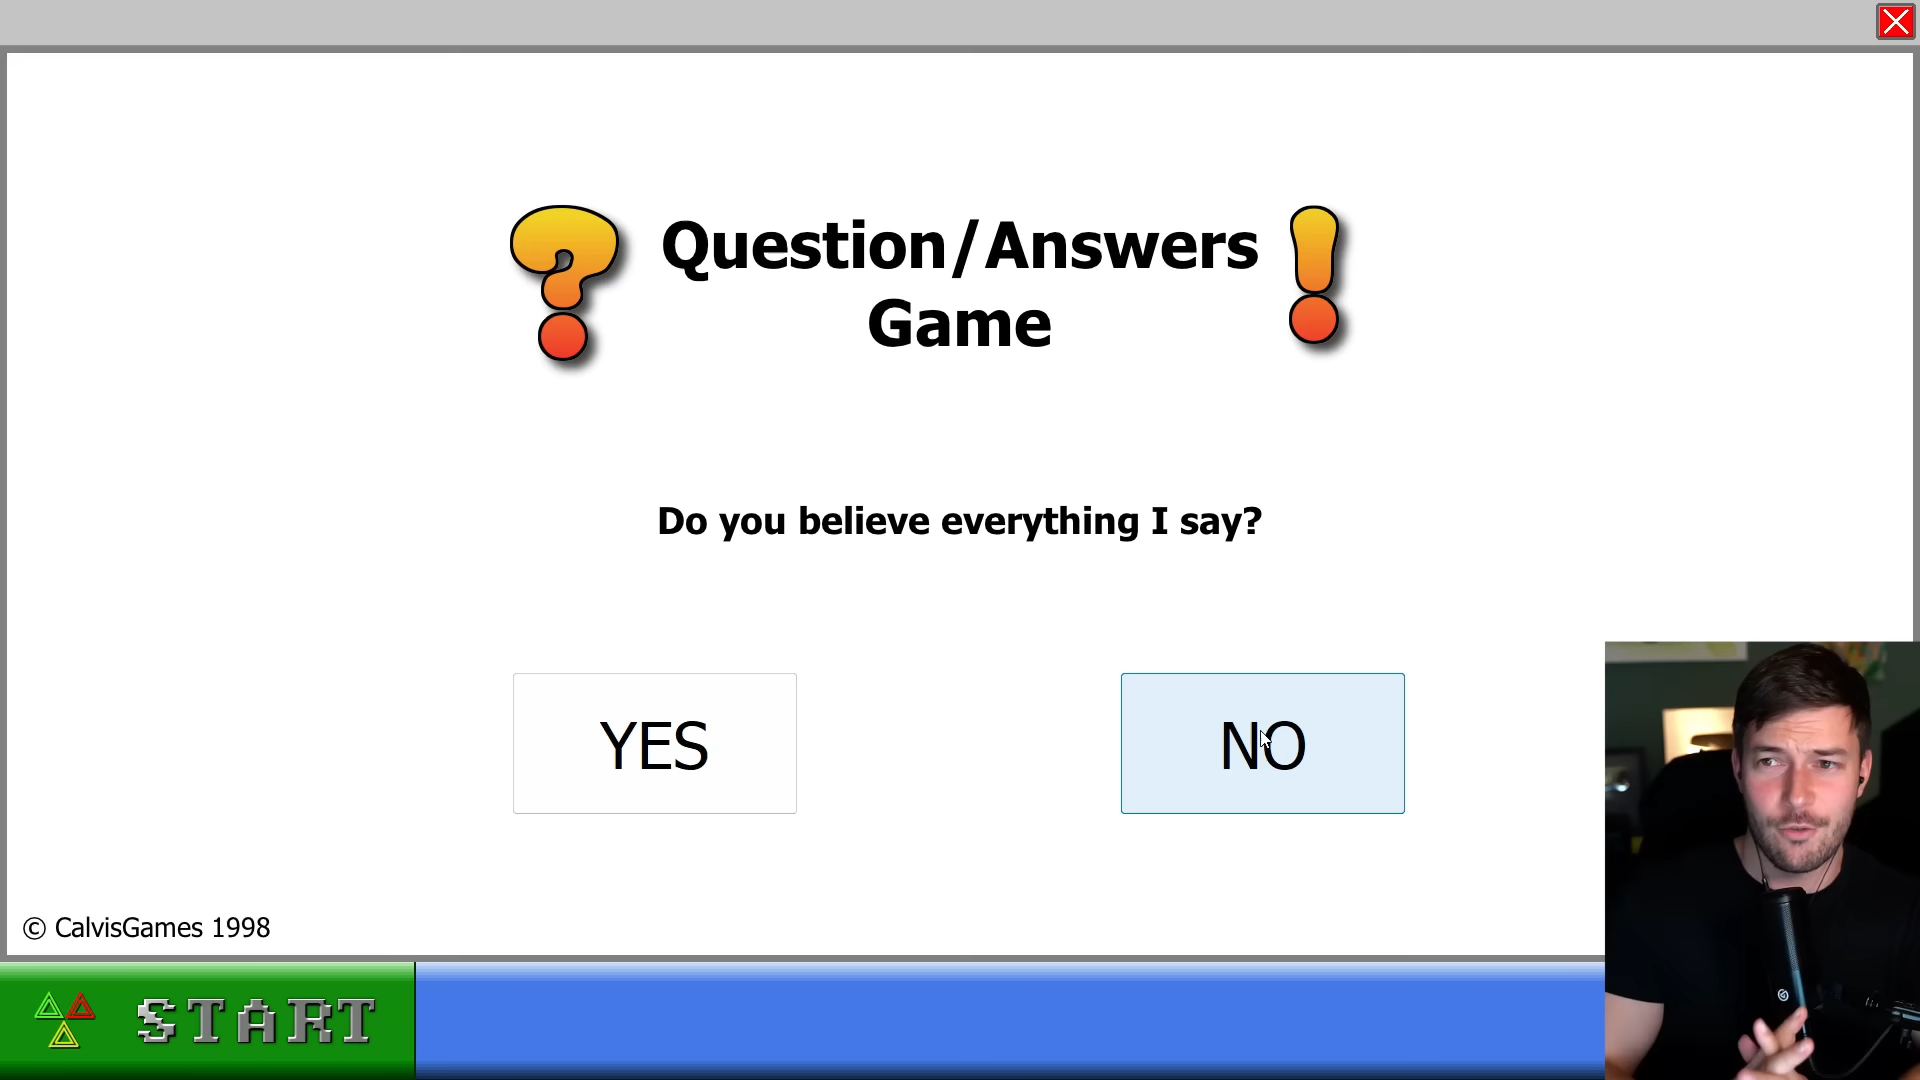 Question/Answers
Game
Do you believe everything I say?
YES
NO
© CalvisGames 1998
START